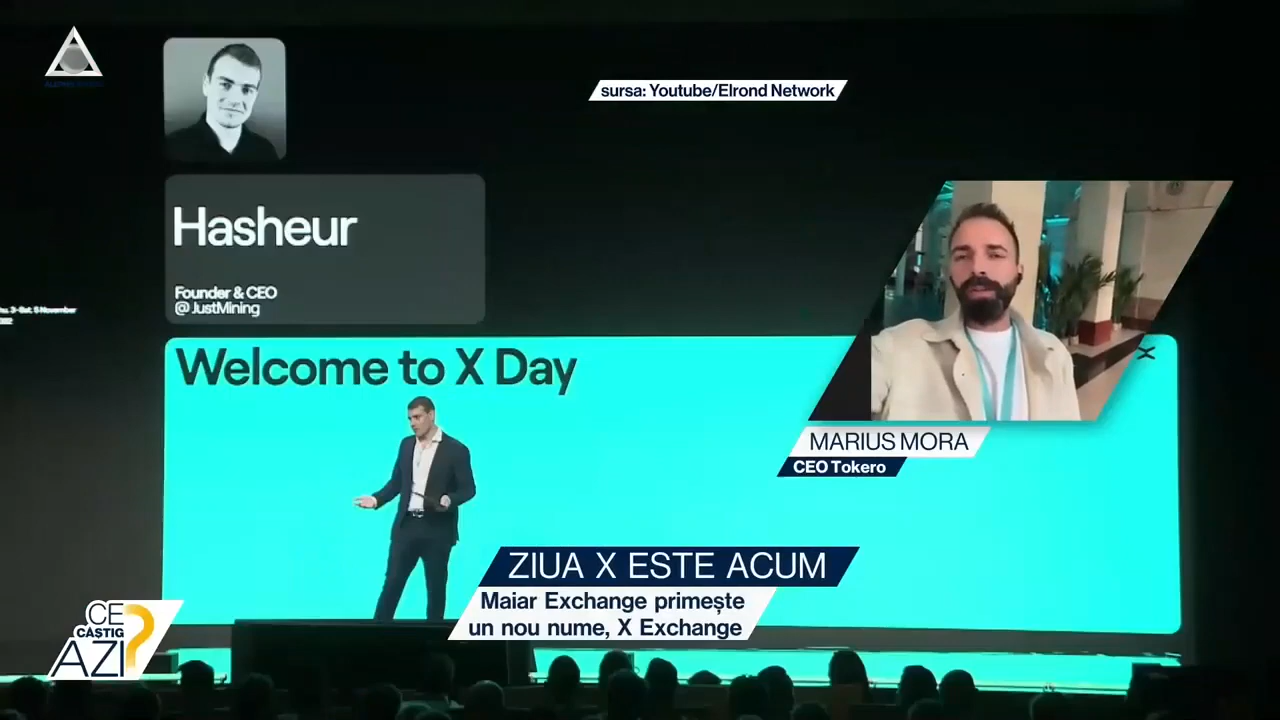 sursa: Youtube/Elrond Network
Hasheur
Founder & CEO
@JustMining
Welcome to X Day
MARIUS MORA
CEO Tokero
ZIUA X ESTE ACUM
Maiar Exchange primește
un nou nume, X Exchange
CE
CÂȘTIG
AZI?